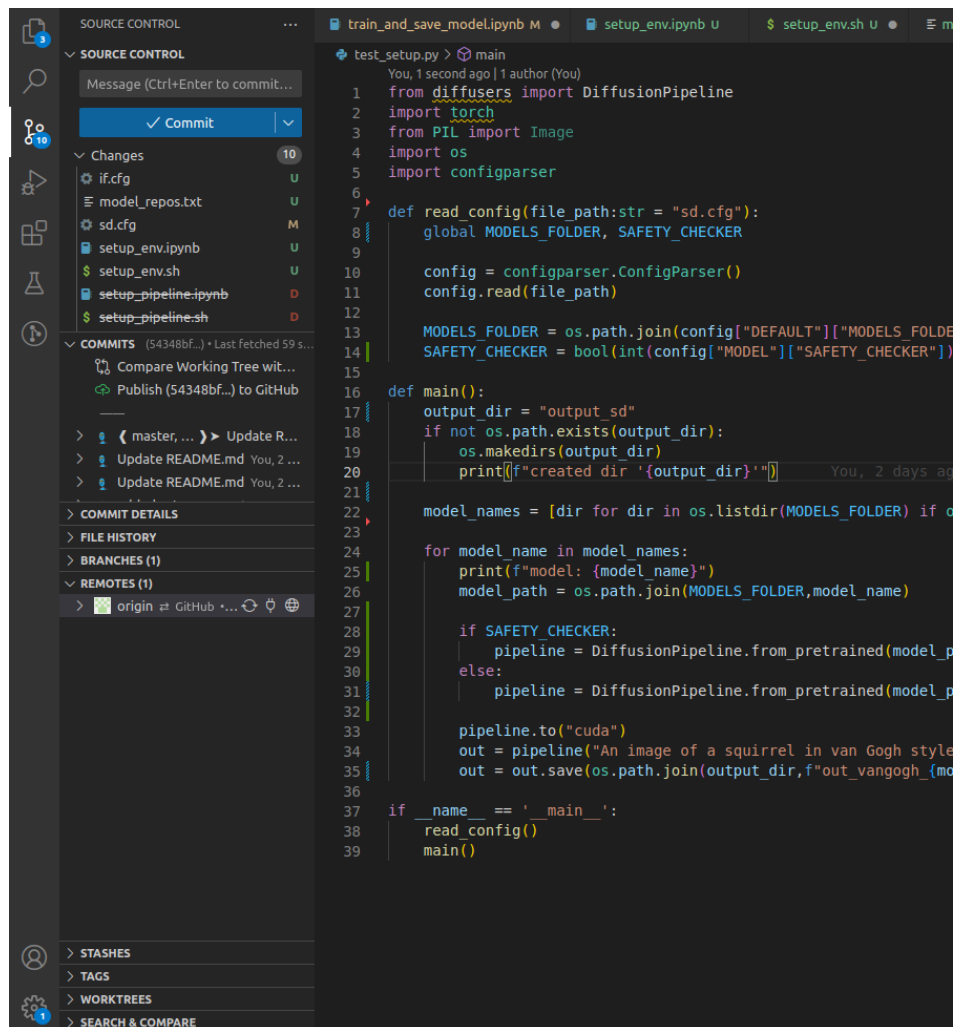 SOURCE CONTROL ...
train_and_save_model.ipynb M
setup_env.ipynb U
$ setup_env.sh U
3
SOURCE CONTROL
test_setup.py > main
Message (Ctrl+Enter to commit...
You, 1 second ago | 1 author (You)
1 from diffusers import DiffusionPipeline
2 import torch
Commit
3 from PIL import Image
10
4 import os
Changes 10
5 import configparser
if.cfg U
6
model_repos.txt U
7 def read_config(file_path:str = "sd.cfg"):
sd.cfg M
8 global MODELS_FOLDER, SAFETY_CHECKER
setup_env.ipynb U
9
$ setup_env.sh U
10 config = configparser.ConfigParser()
setup_pipeline.ipynb D
11 config.read(file_path)
$ setup_pipeline.sh D
12
13 MODELS_FOLDER = os.path.join(config["DEFAULT"]["MODELS_FOLDE
COMMITS (54348bf...) • Last fetched 59 s...
14 SAFETY_CHECKER = bool(int(config["MODEL"]["SAFETY_CHECKER"])
Compare Working Tree wit...
15
Publish (54348bf...) to GitHub
16 def main():
17 output_dir = "output_sd"
❰ master, ... ❱➤ Update R...
18 if not os.path.exists(output_dir):
Update README.md You, 2 ...
19 os.makedirs(output_dir)
Update README.md You, 2 ...
20 print(f"created dir '{output_dir}'") You, 2 days ag
21
COMMIT DETAILS
22 model_names = [dir for dir in os.listdir(MODELS_FOLDER) if o
FILE HISTORY
23
BRANCHES (1)
24 for model_name in model_names:
REMOTES (1)
25 print(f"model: {model_name}")
26 model_path = os.path.join(MODELS_FOLDER,model_name)
origin ⇄ GitHub •...
27
28 if SAFETY_CHECKER:
29 pipeline = DiffusionPipeline.from_pretrained(model_p
30 else:
31 pipeline = DiffusionPipeline.from_pretrained(model_p
32
33 pipeline.to("cuda")
34 out = pipeline("An image of a squirrel in van Gogh style
35 out = out.save(os.path.join(output_dir,f"out_vangogh_{mo
36
37 if __name__ == '__main__':
38 read_config()
39 main()
STASHES
TAGS
WORKTREES
1
SEARCH & COMPARE